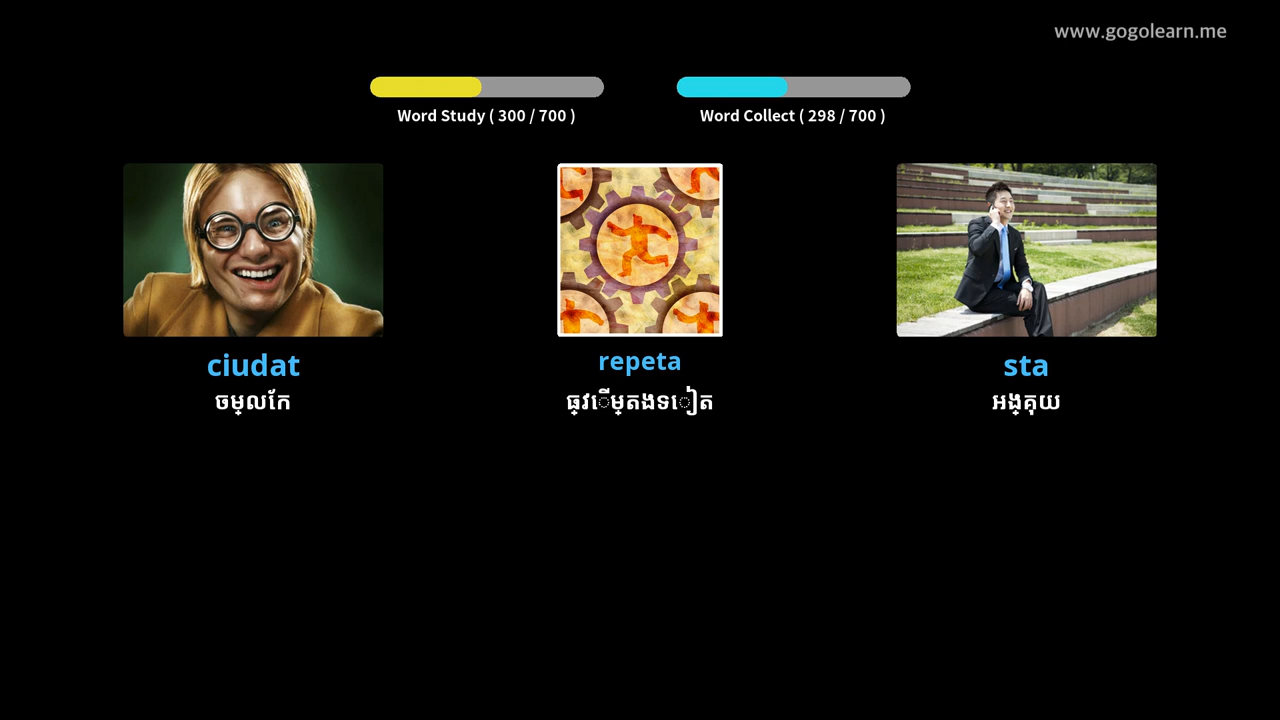 www.gogolearn.me
Word Study ( 300 / 700 )
Word Collect ( 298 / 700 )
ciudat
repeta
sta
ចម្លកែ
ធ្វើម្តងទៀត
អង្គុយ